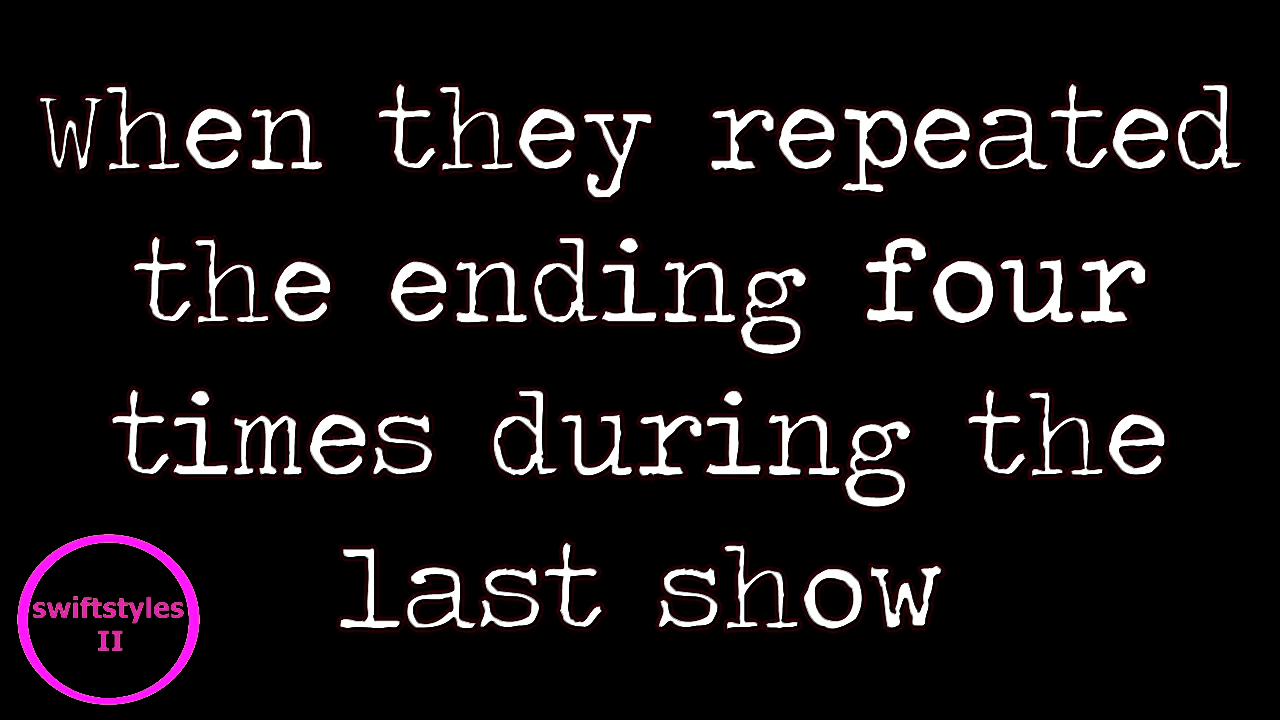 When they repeated
the ending four
times during the
last show
swiftstyles
II